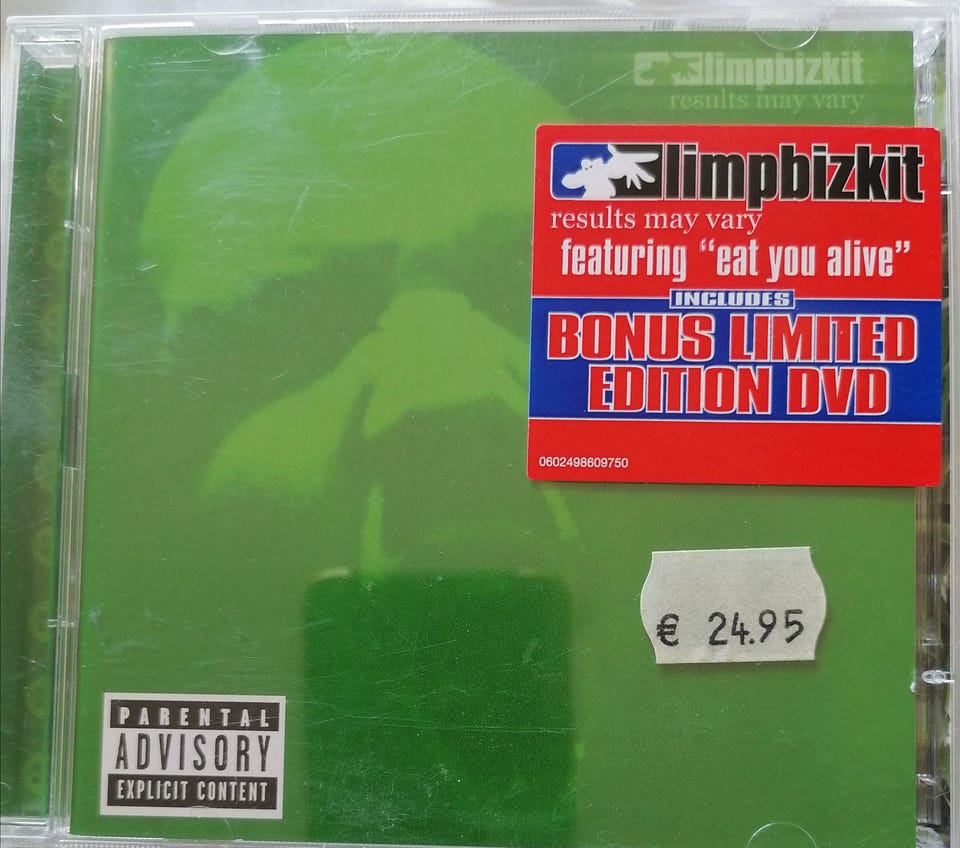 limpbizkit
results may vary
limpbizkit
results may vary
featuring “eat you alive”
INCLUDES
BONUS LIMITED
EDITION DVD
0602498609750
€ 24.95
PARENTAL
ADVISORY
EXPLICIT CONTENT